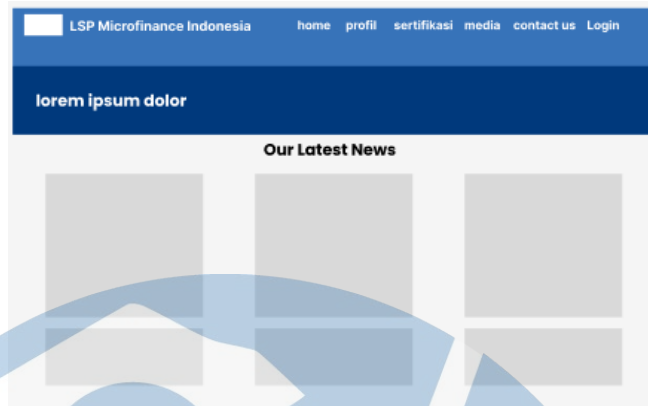 LSP Microfinance Indonesia home profil sertifikasi media contact us Login
lorem ipsum dolor
Our Latest News